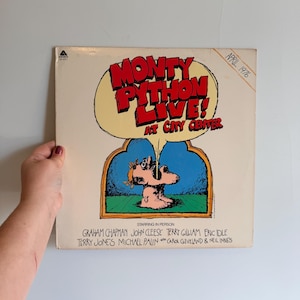 APRIL 1976
MONTY
PYTHON
LIVE!
AT CITY CENTER
STARRING IN PERSON
GRAHAM CHAPMAN JOHN CLEESE TERRY GILLIAM ERIC IDLE
TERRY JONES MICHAEL PALIN WITH CAROL CLEVELAND & NEIL INNES